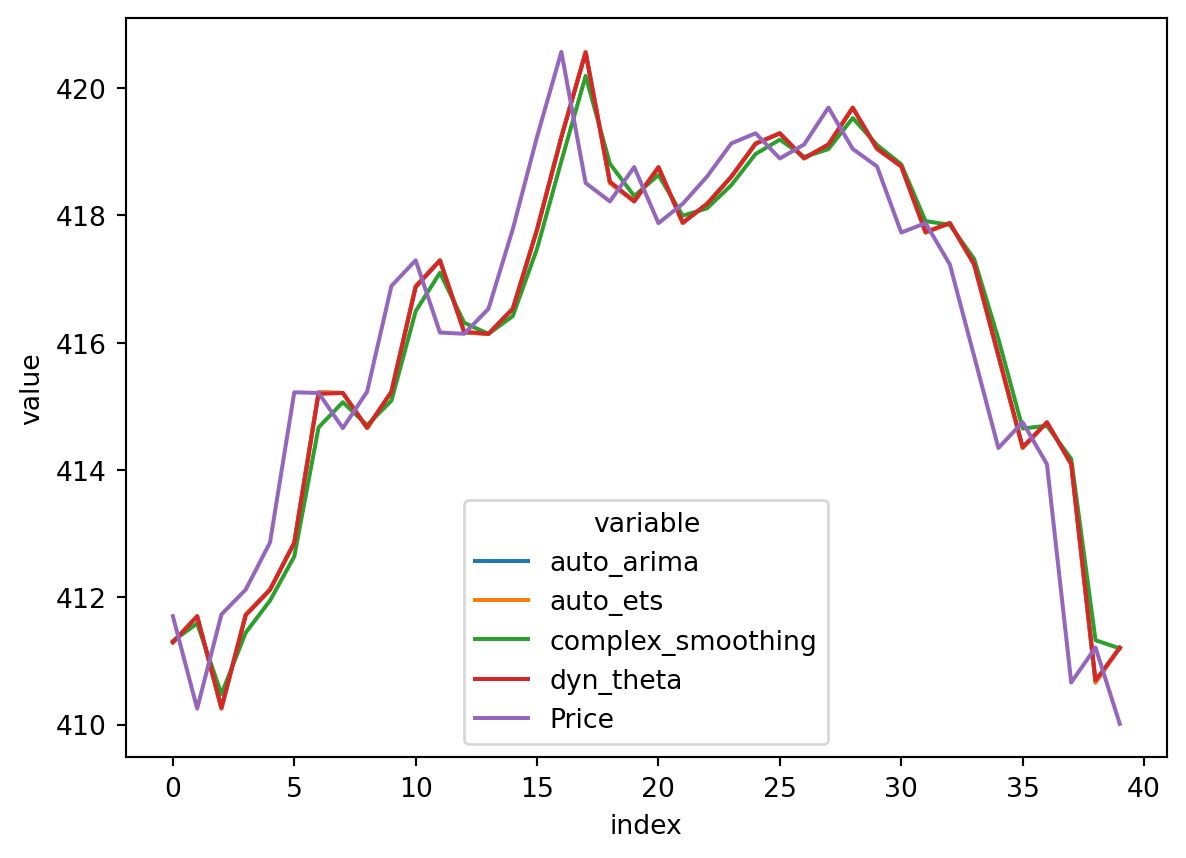 420
418
416
414
412
410
value
variable
auto_arima
auto_ets
complex_smoothing
dyn_theta
Price
0 5 10 15 20 25 30 35 40
index